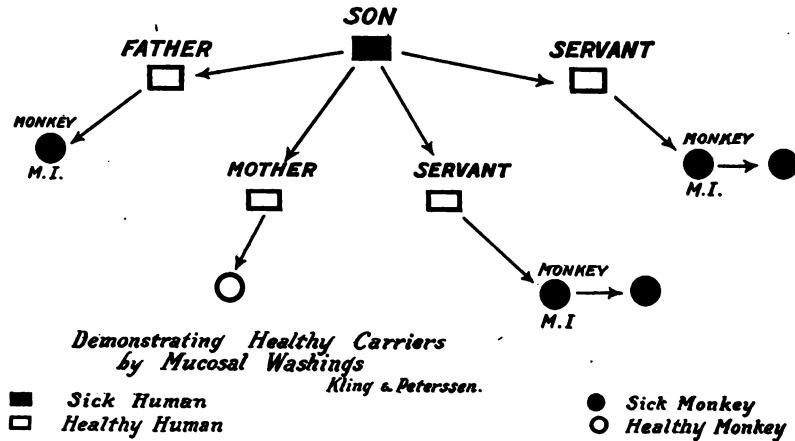 SON
FATHER
SERVANT
MONKEY
M.I.
MONKEY
M.I.
MOTHER
SERVANT
MONKEY
M.I
Demonstrating Healthy Carriers
by Mucosal Washings
Kling & Peterssen.
Sick Human
Healthy Human
Sick Monkey
Healthy Monkey